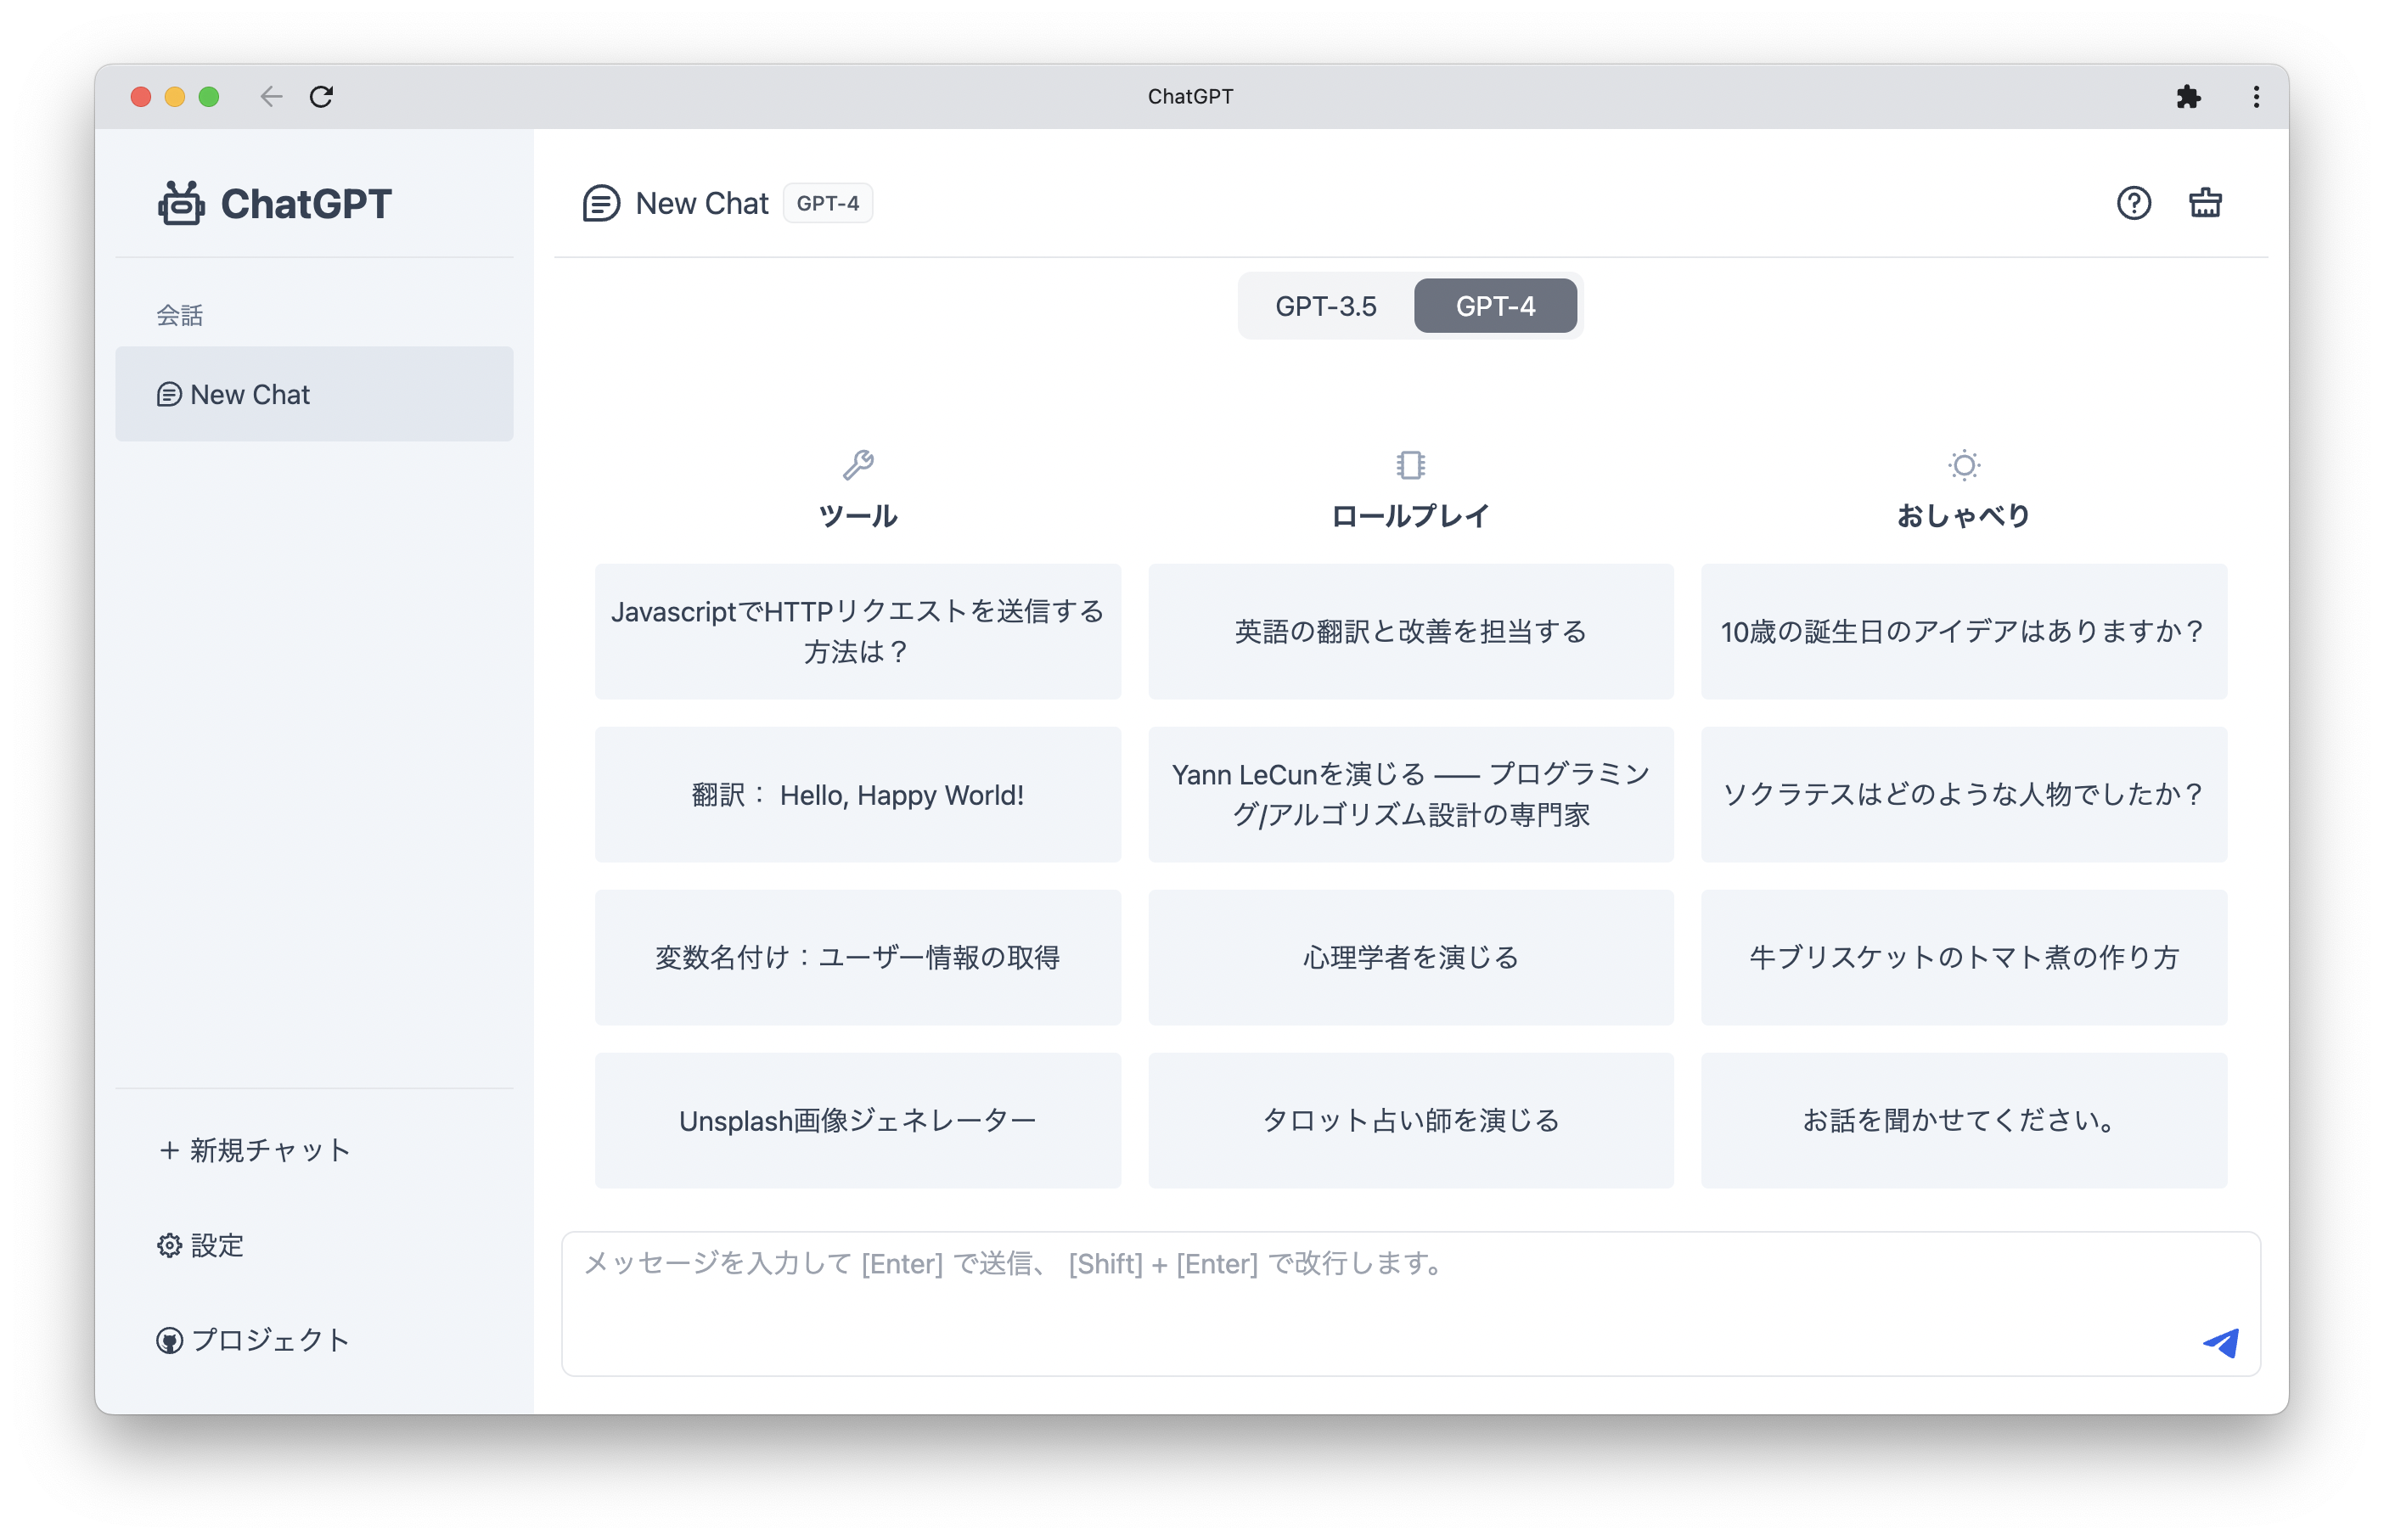 ChatGPT
ChatGPT
会話
New Chat
+ 新規チャット
設定
プロジェクト
New Chat GPT-4
GPT-3.5 GPT-4
ツール
JavascriptでHTTPリクエストを送信する
方法は？
翻訳： Hello, Happy World!
変数名付け：ユーザー情報の取得
Unsplash画像ジェネレーター
ロールプレイ
英語の翻訳と改善を担当する
Yann LeCunを演じる —— プログラミン
グ/アルゴリズム設計の専門家
心理学者を演じる
タロット占い師を演じる
おしゃべり
10歳の誕生日のアイデアはありますか？
ソクラテスはどのような人物でしたか？
牛ブリスケットのトマト煮の作り方
お話を聞かせてください。
メッセージを入力して [Enter] で送信、 [Shift] + [Enter] で改行します。